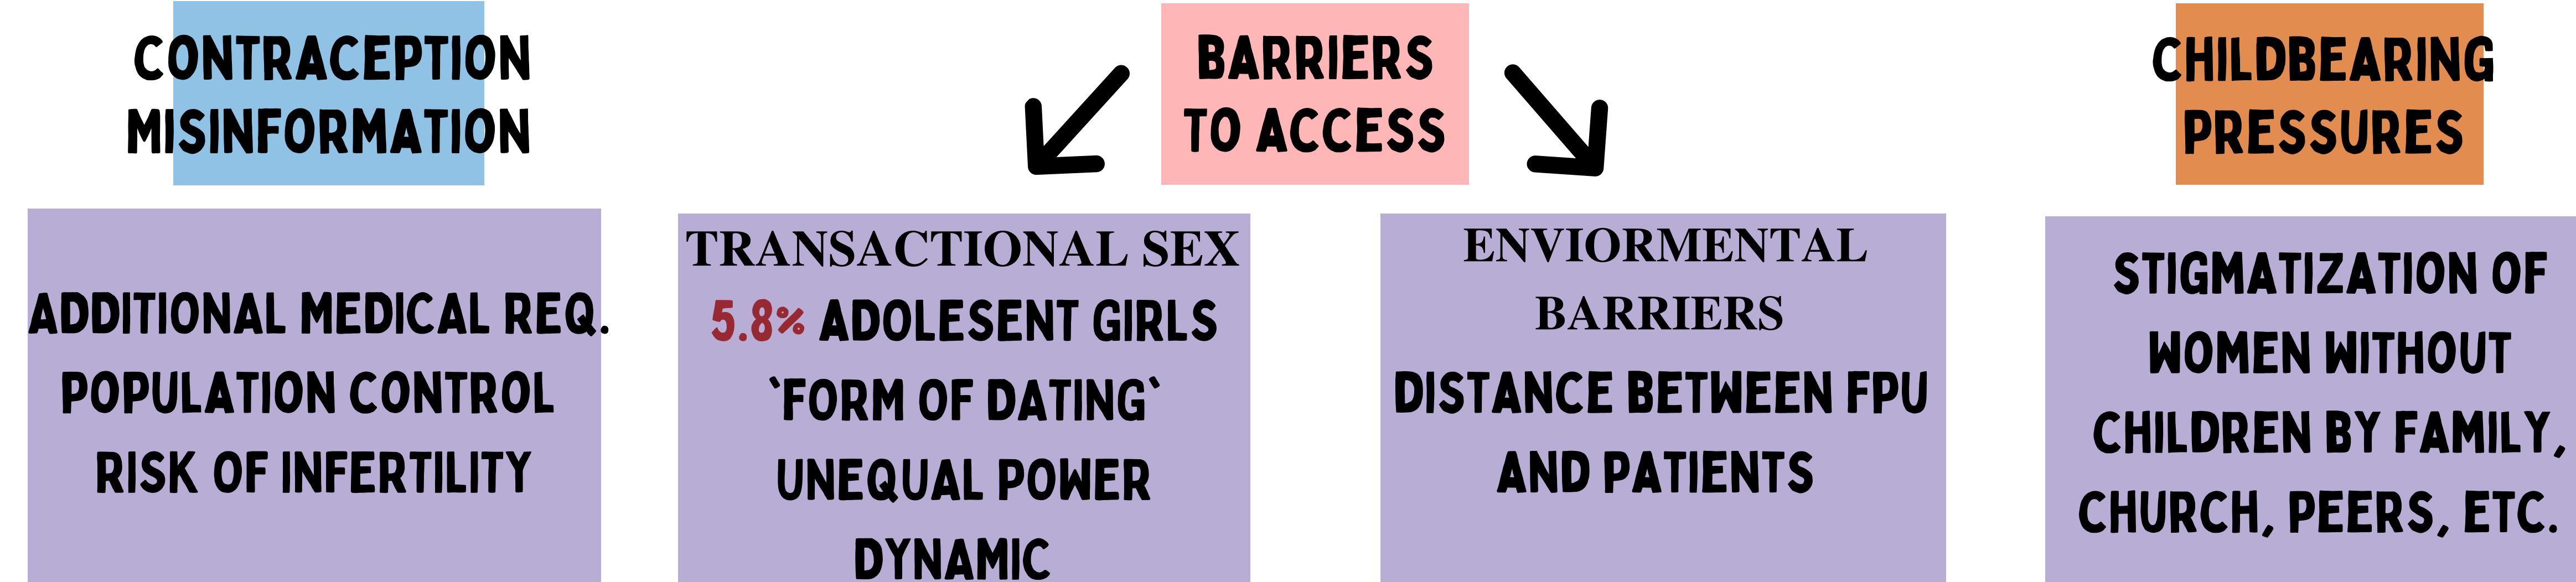 CONTRACEPTION
MISINFORMATION
ADDITIONAL MEDICAL REQ.
POPULATION CONTROL
RISK OF INFERTILITY
BARRIERS
TO ACCESS
TRANSACTIONAL SEX
5.8% ADOLESENT GIRLS
`FORM OF DATING`
UNEQUAL POWER
DYNAMIC
ENVIORMENTAL
BARRIERS
DISTANCE BETWEEN FPU
AND PATIENTS
CHILDBEARING
PRESSURES
STIGMATIZATION OF
WOMEN WITHOUT
CHILDREN BY FAMILY,
CHURCH, PEERS, ETC.